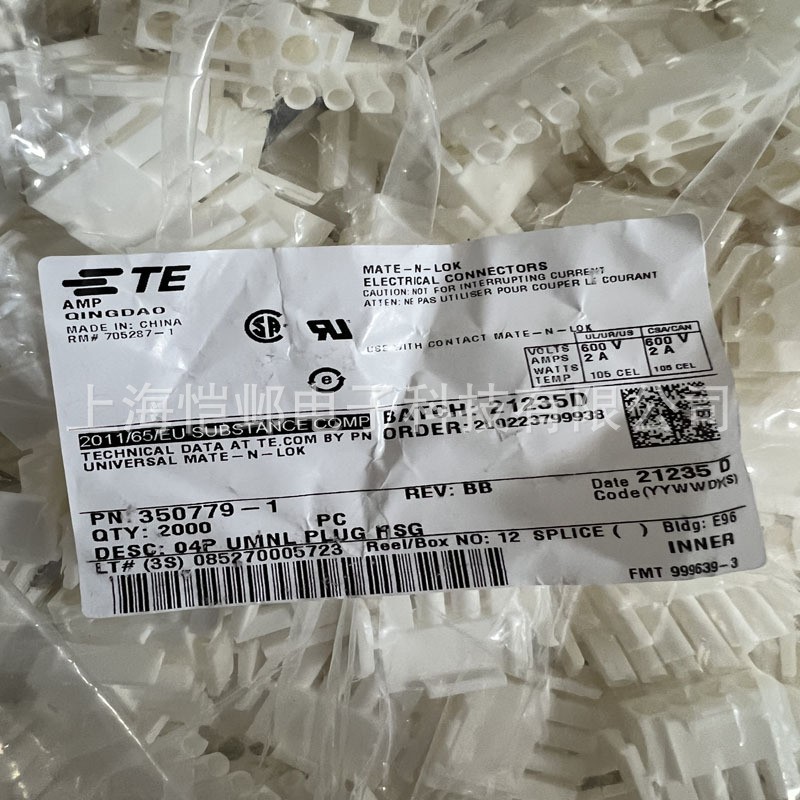 TE
AMP
QINGDAO
MADE IN: CHINA
RM# 705287-1
MATE-N-LOK
ELECTRICAL CONNECTORS
CAUTION: NOT FOR INTERRUPTING CURRENT
ATTEN: NE PAS UTILISER POUR COUPER LE COURANT
USE WITH CONTACT MATE-N-LOK
UL/UR/US CSA/CAN
VOLTS 600 V 600 V
AMPS 2 A 2 A
WATTS
TEMP 105 CEL 105 CEL
上海恺邺电子科技有限公司
2011/65/EU SUBSTANCE COMP
TECHNICAL DATA AT TE.COM BY PN
UNIVERSAL MATE-N-LOK
BATCH: 21235D
ORDER: 200223799938
PN: 350779-1
REV: BB
Date 21235 D
Code (YYWWD)(S)
QTY: 2000 PC
DESC: 04P UMNL PLUG HSG
LT# (3S) 085270005723 Reel/Box NO: 12 SPLICE ( ) Bldg: E96
INNER
FMT 999639-3